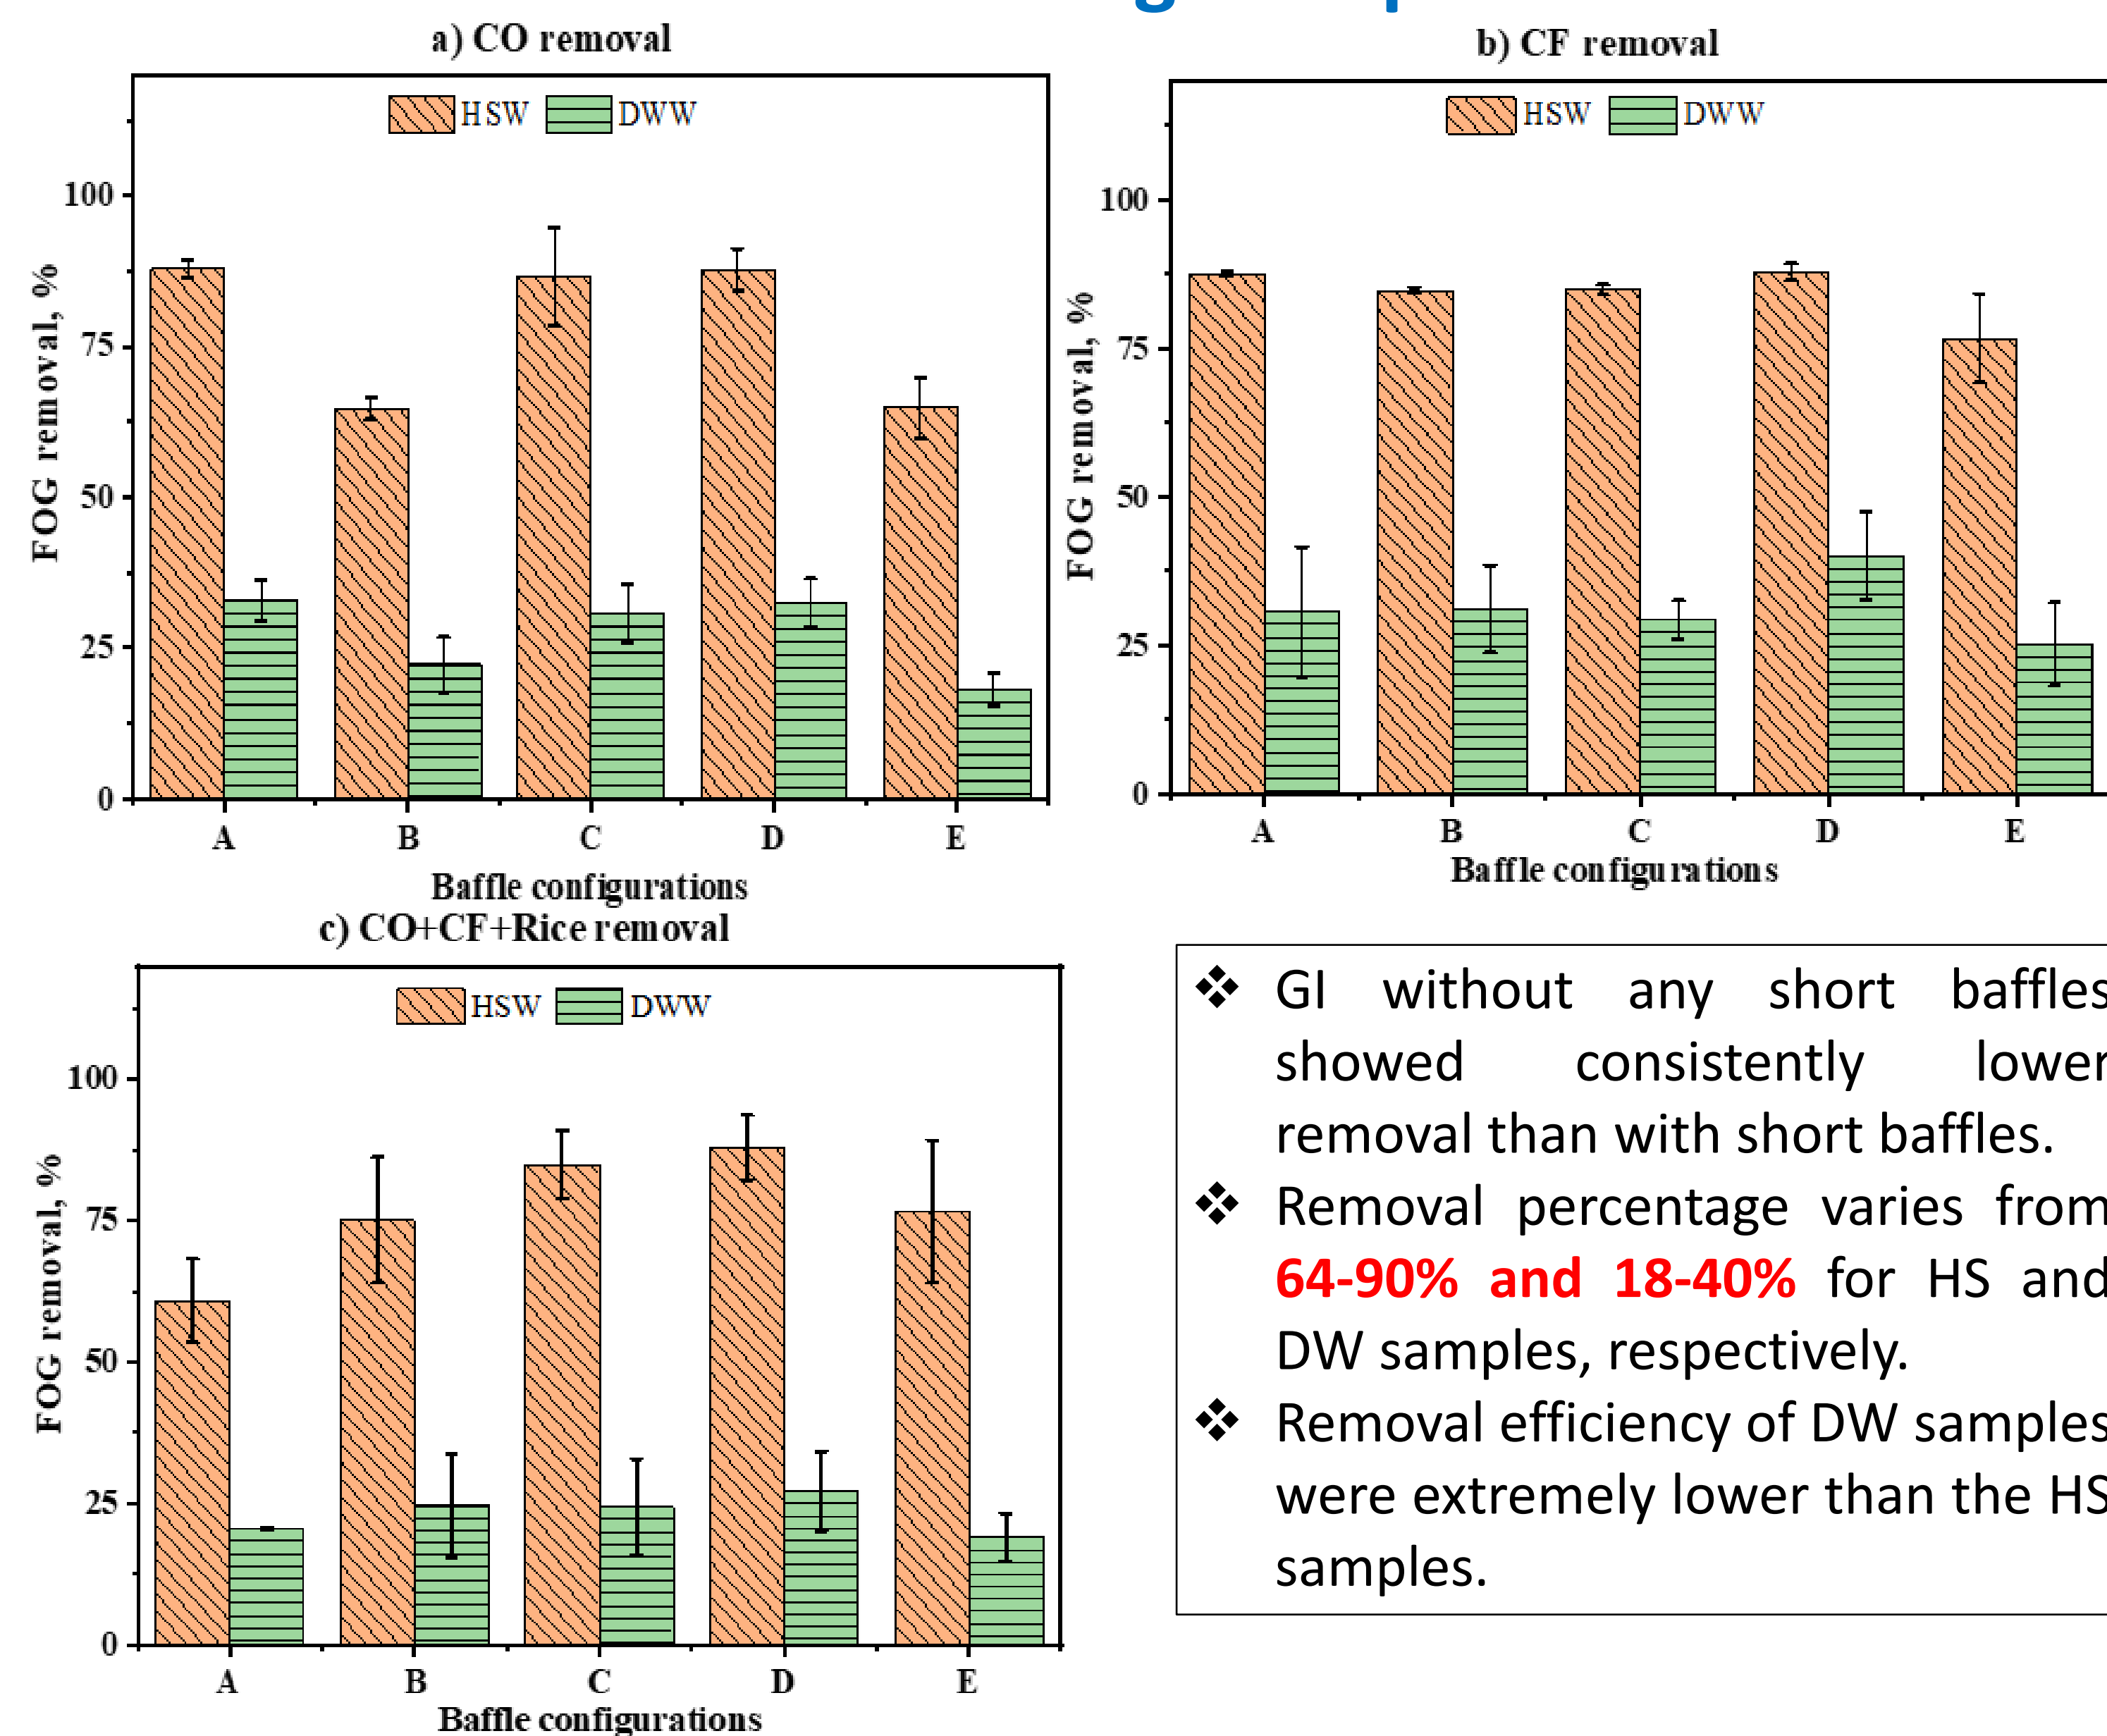 a) CO removal
HSW DWW
100
75
50
25
0
FOG removal, %
A B C D E
Baffle configurations
b) CF removal
HSW DWW
100
75
50
25
0
FOG removal, %
A B C D E
Baffle configurations
c) CO+CF+Rice removal
HSW DWW
100
75
50
25
0
FOG removal, %
A B C D E
Baffle configurations
❖ GI without any short baffles
showed consistently lower
removal than with short baffles.
❖ Removal percentage varies from
64-90% and 18-40% for HS and
DW samples, respectively.
❖ Removal efficiency of DW samples
were extremely lower than the HS
samples.